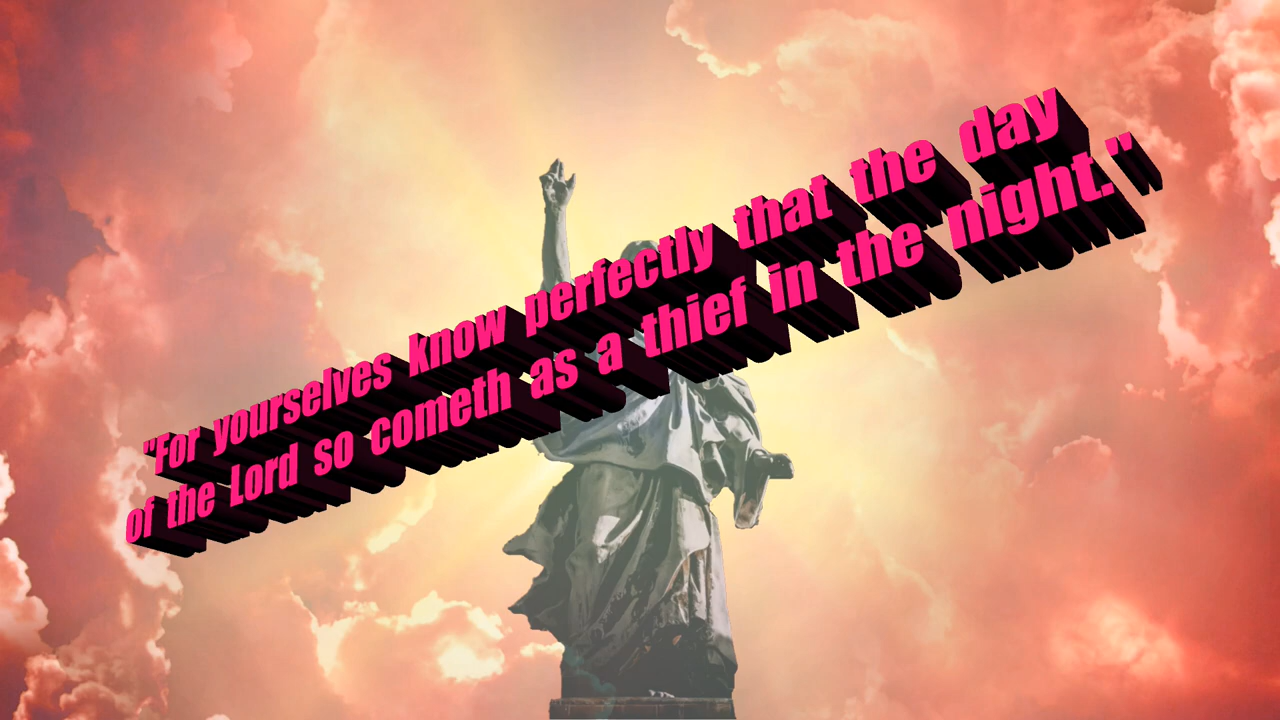 "For yourselves know perfectly that the day
of the Lord so cometh as a thief in the night."